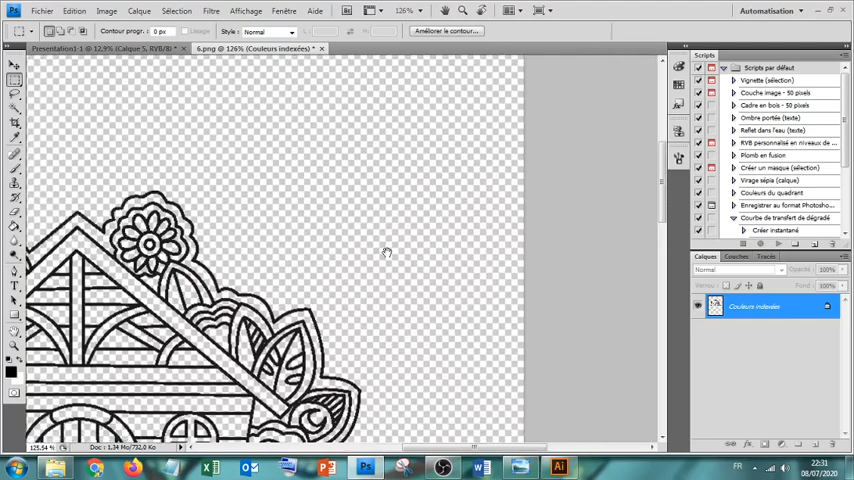 Fichier Edition Image Calque Sélection Filtre Analyse 3D Affichage Fenêtre Aide 126% Automatisation
Contour progr. : 0 px Lissage Style : Normal Améliorer le contour...
Presentation1-1 @ 12,9% (Calque 5, RVB/8) * × 6.png @ 126% (Couleurs indexées) * ×
Scripts
Scripts par défaut
Vignette (sélection)
Couche image - 50 pixels
Cadre en bois - 50 pixels
Ombre portée (texte)
Reflet dans l'eau (texte)
RVB personnalisé en niveaux de ...
Plomb en fusion
Créer un masque (sélection)
Virage sépia (calque)
Couleurs du quadrant
Enregistrer au format Photosho...
Courbe de transfert de dégradé
Créer instantané
Calques Couches Tracés
Normal Opacité : 100%
Verrou : Fond : 100%
Couleurs indexées
125.54 % Doc : 1,34 Mo/732,0 Ko
FR 22:31
08/07/2020